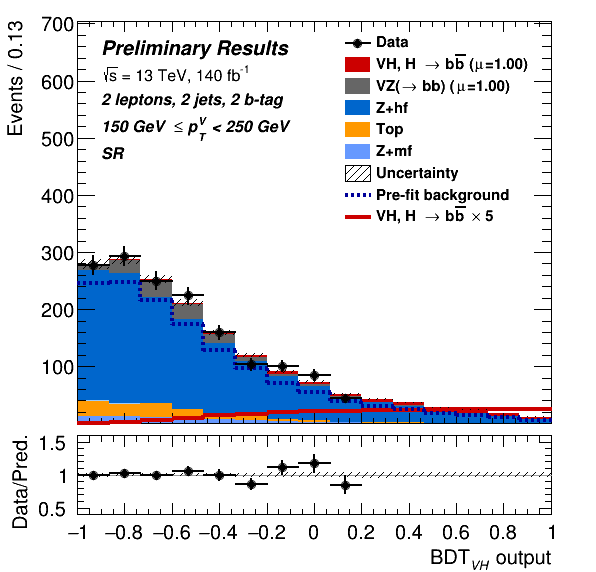 Events / 0.13
700
600
500
400
300
200
100
Preliminary Results
√s = 13 TeV, 140 fb⁻¹
2 leptons, 2 jets, 2 b-tag
150 GeV ≤ p_T^V < 250 GeV
SR
Data
VH, H → bb̅ (μ=1.00)
VZ(→ bb) (μ=1.00)
Z+hf
Top
Z+mf
Uncertainty
Pre-fit background
VH, H → bb̅ × 5
Data/Pred.
1.5
1
0.5
−1 −0.8 −0.6 −0.4 −0.2 0 0.2 0.4 0.6 0.8 1
BDT_VH output